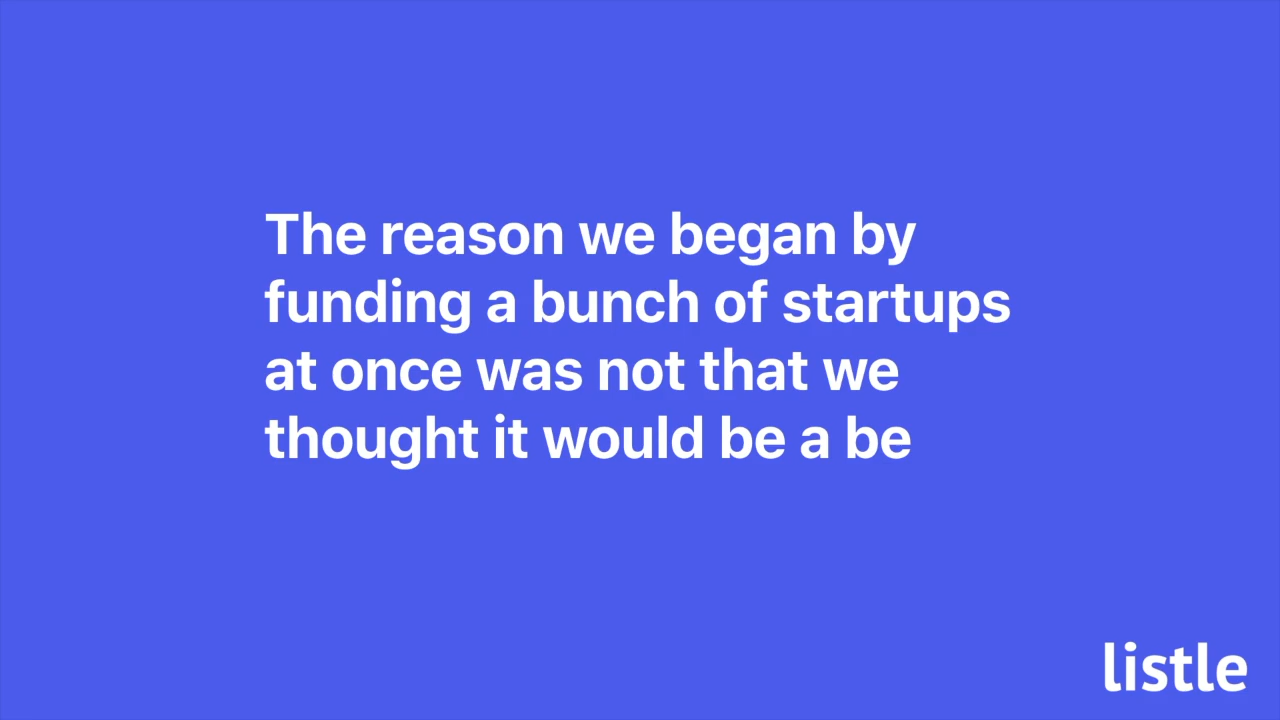 The reason we began by
funding a bunch of startups
at once was not that we
thought it would be a be
listle